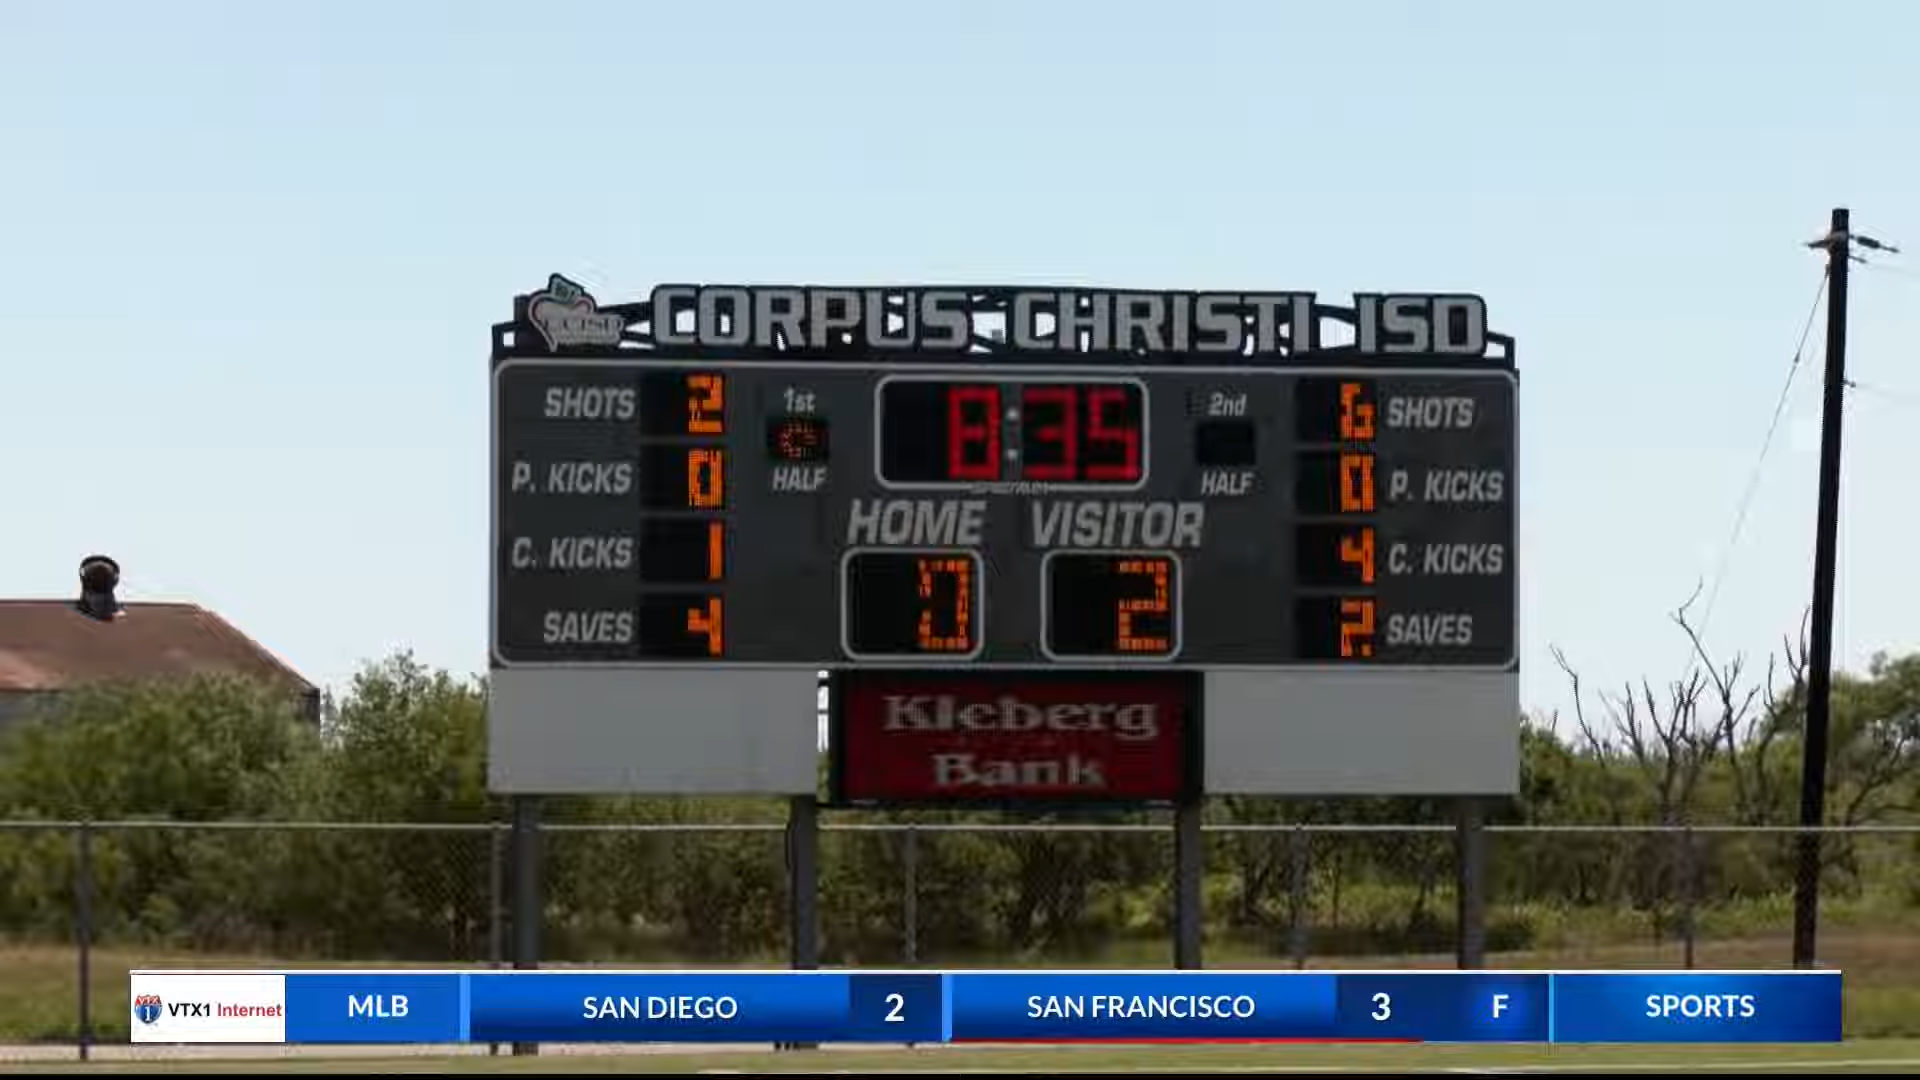 CORPUS CHRISTI ISD
SHOTS 2
1st
8:35
2nd
6 SHOTS
P. KICKS 0
HALF
HALF
0 P. KICKS
HOME VISITOR
C. KICKS 1
4 C. KICKS
0 2
SAVES 4
2 SAVES
Kleberg
Bank
VTX1 Internet MLB SAN DIEGO 2 SAN FRANCISCO 3 F SPORTS